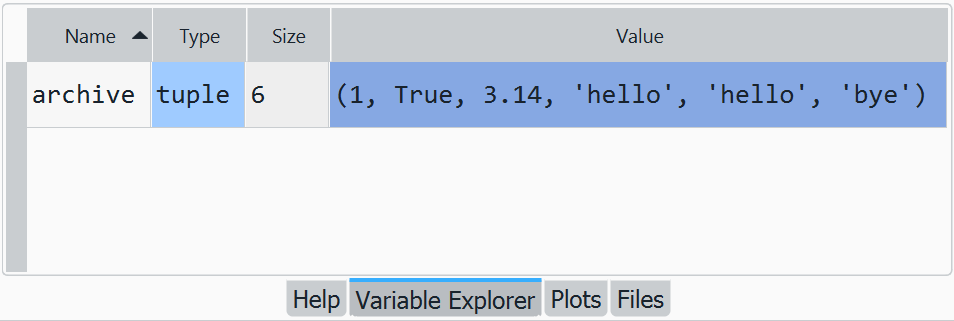 Name Type Size Value
archive tuple 6 (1, True, 3.14, 'hello', 'hello', 'bye')
Help Variable Explorer Plots Files